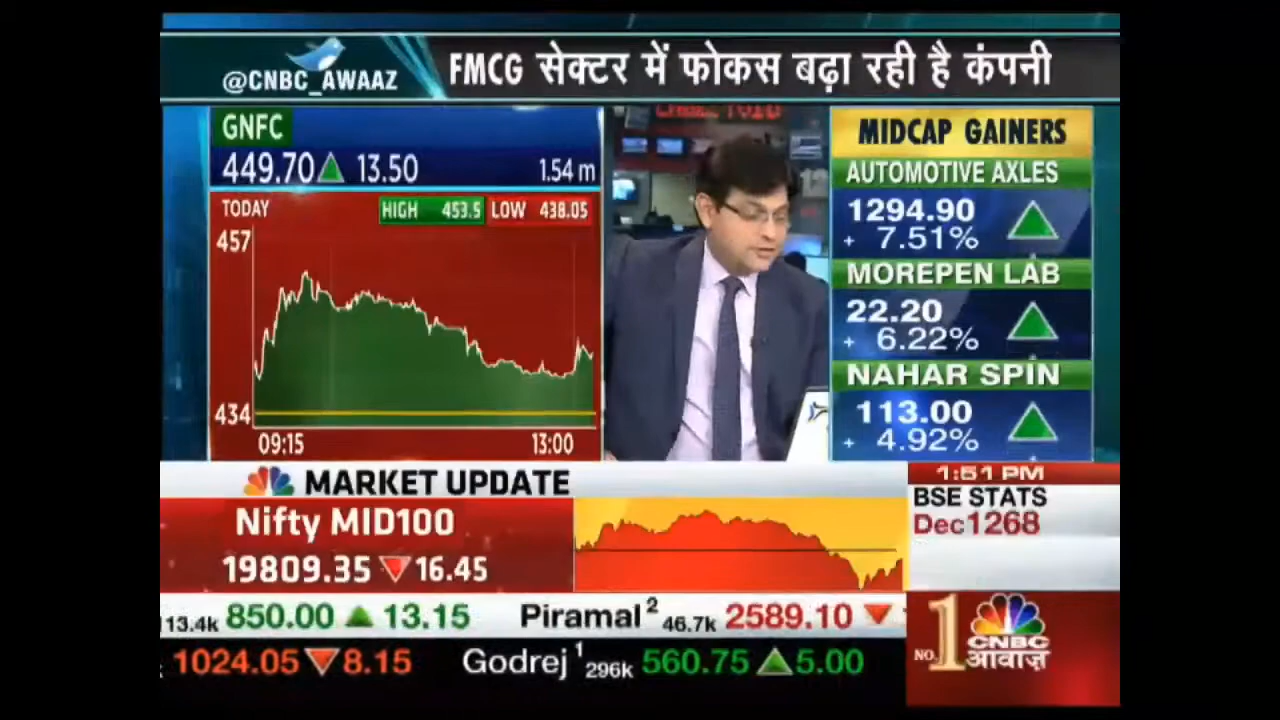 @CNBC_AWAAZ
FMCG सेक्टर में फोकस बढ़ा रही है कंपनी
GNFC
449.70 ▲ 13.50 1.54 m
TODAY HIGH 453.5 LOW 438.05
457
434
09:15 13:00
MIDCAP GAINERS
AUTOMOTIVE AXLES
1294.90 ▲
+ 7.51%
MOREPEN LAB
22.20 ▲
+ 6.22%
NAHAR SPIN
113.00 ▲
+ 4.92%
MARKET UPDATE
Nifty MID100
19809.35 ▼ 16.45
1:51 PM
BSE STATS
Dec1268
13.4k 850.00 ▲ 13.15 Piramal² 46.7k 2589.10 ▼
1024.05 ▼ 8.15 Godrej¹ 296k 560.75 ▲ 5.00
NO.1 CNBC
आवाज़